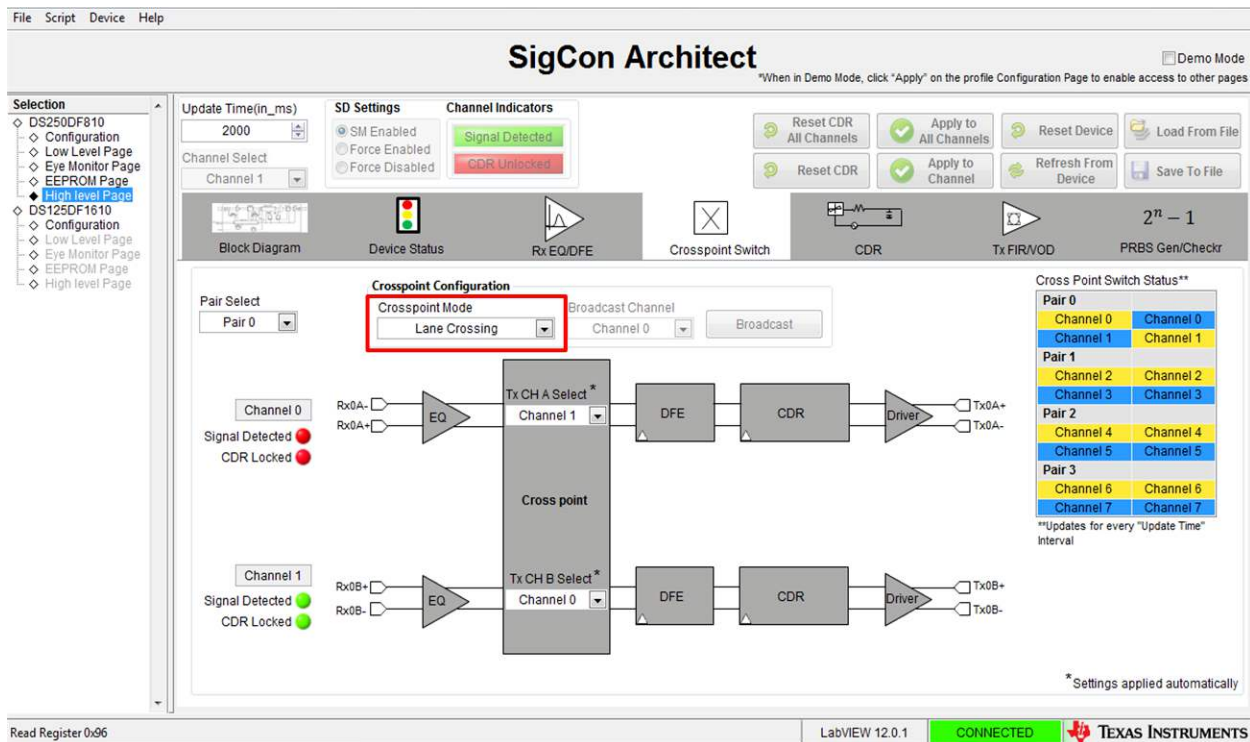 File Script Device Help
SigCon Architect
Demo Mode
*When in Demo Mode, click "Apply" on the profile Configuration Page to enable access to other pages
Selection
DS250DF810
Configuration
Low Level Page
Eye Monitor Page
EEPROM Page
High level Page
DS125DF1610
Configuration
Low Level Page
Eye Monitor Page
EEPROM Page
High level Page
Update Time(in_ms)
2000
Channel Select
Channel 1
SD Settings
SM Enabled
Force Enabled
Force Disabled
Channel Indicators
Signal Detected
CDR Unlocked
Reset CDR
All Channels
Apply to
All Channels
Reset Device
Load From File
Reset CDR
Apply to
Channel
Refresh From
Device
Save To File
Block Diagram
Device Status
Rx EQ/DFE
Crosspoint Switch
CDR
Tx FIR/VOD
2ⁿ − 1
PRBS Gen/Checkr
Pair Select
Pair 0
Crosspoint Configuration
Crosspoint Mode
Lane Crossing
Broadcast Channel
Channel 0
Broadcast
Cross Point Switch Status**
Pair 0
Channel 0 Channel 0
Channel 1 Channel 1
Pair 1
Channel 2 Channel 2
Channel 3 Channel 3
Pair 2
Channel 4 Channel 4
Channel 5 Channel 5
Pair 3
Channel 6 Channel 6
Channel 7 Channel 7
**Updates for every "Update Time"
Interval
Channel 0
Signal Detected
CDR Locked
Rx0A-
Rx0A+
EQ
Tx CH A Select *
Channel 1
DFE
CDR
Driver
Tx0A+
Tx0A-
Cross point
Channel 1
Signal Detected
CDR Locked
Rx0B+
Rx0B-
EQ
Tx CH B Select *
Channel 0
DFE
CDR
Driver
Tx0B+
Tx0B-
*Settings applied automatically
Read Register 0x96
LabVIEW 12.0.1
CONNECTED
TEXAS INSTRUMENTS